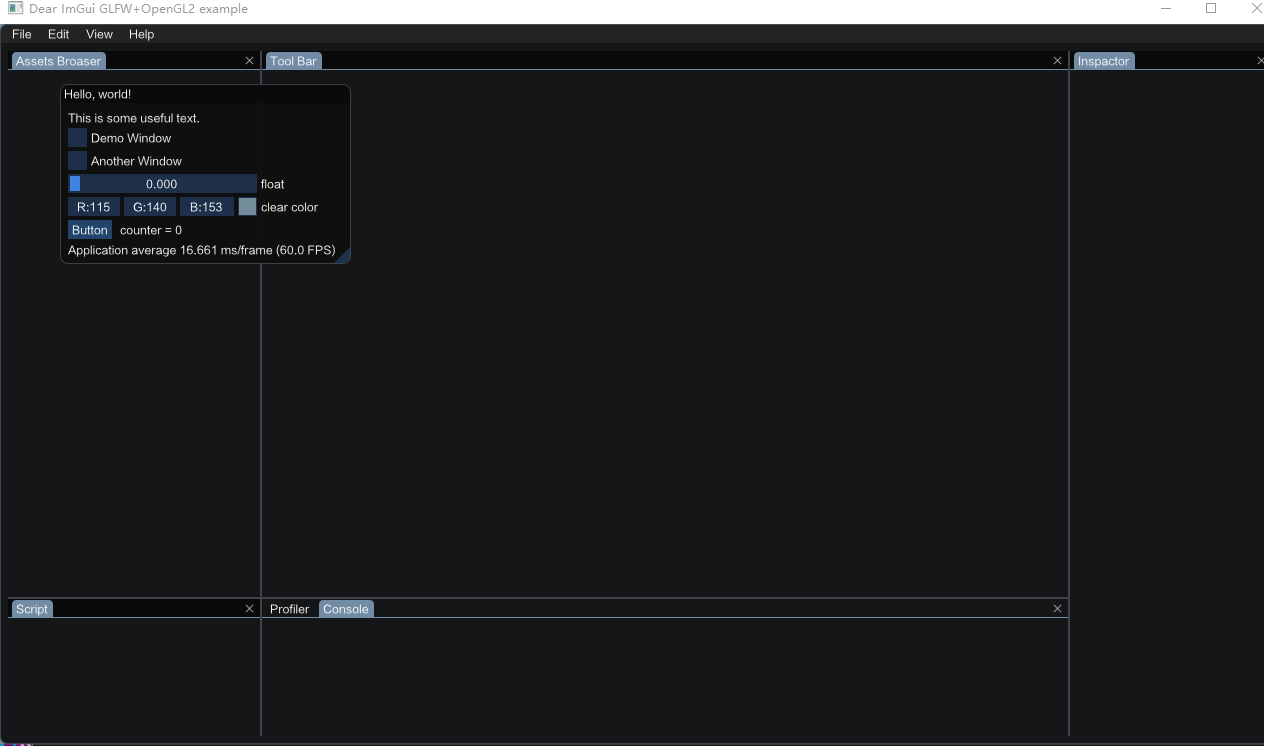 Dear ImGui GLFW+OpenGL2 example
File Edit View Help
Assets Broaser
Tool Bar
Inspactor
Hello, world!
This is some useful text.
Demo Window
Another Window
0.000 float
R:115 G:140 B:153 clear color
Button counter = 0
Application average 16.661 ms/frame (60.0 FPS)
Script
Profiler Console